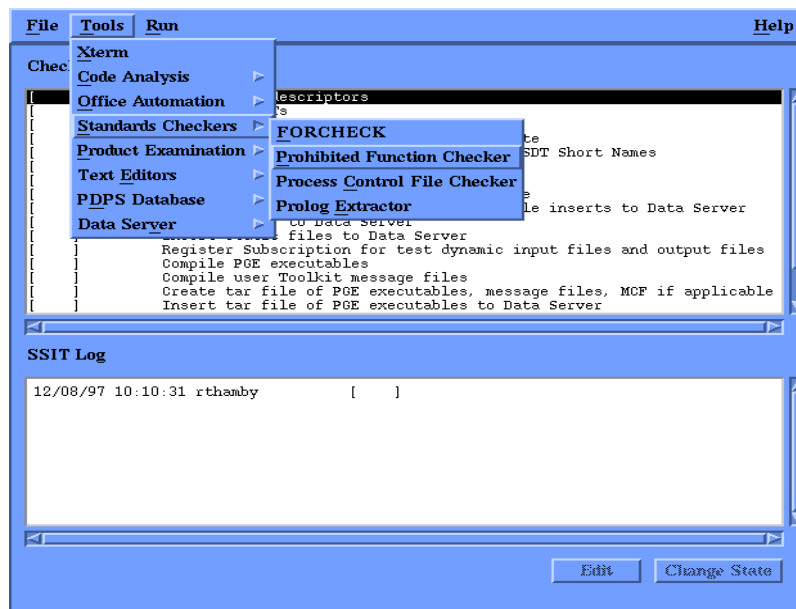 File Tools Run Help
Xterm
Chec
Code Analysis
[ descriptors
Office Automation
[
Standards Checkers
[ FORCHECK
[ te
Product Examination
[ Prohibited Function Checker SDT Short Names
Text Editors
[ Process Control File Checker
[
PDPS Database
[ Prolog Extractor le inserts to Data Server
Data Server
[ to Data Server
[ ] files to Data Server
[ ] Register Subscription for test dynamic input files and output files
[ ] Compile PGE executables
[ ] Compile user Toolkit message files
[ ] Create tar file of PGE executables, message files, MCF if applicable
[ ] Insert tar file of PGE executables to Data Server
SSIT Log
12/08/97 10:10:31 rthamby [ ]
Edit Change State